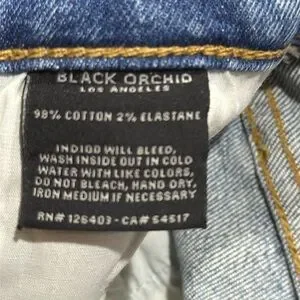 BLACK ORCHID
LOS ANGELES
98% COTTON 2% ELASTANE
INDIGO WILL BLEED,
WASH INSIDE OUT IN COLD
WATER WITH LIKE COLORS,
DO NOT BLEACH, HANG DRY,
IRON MEDIUM IF NECESSARY
RN# 126403 - CA# 54517